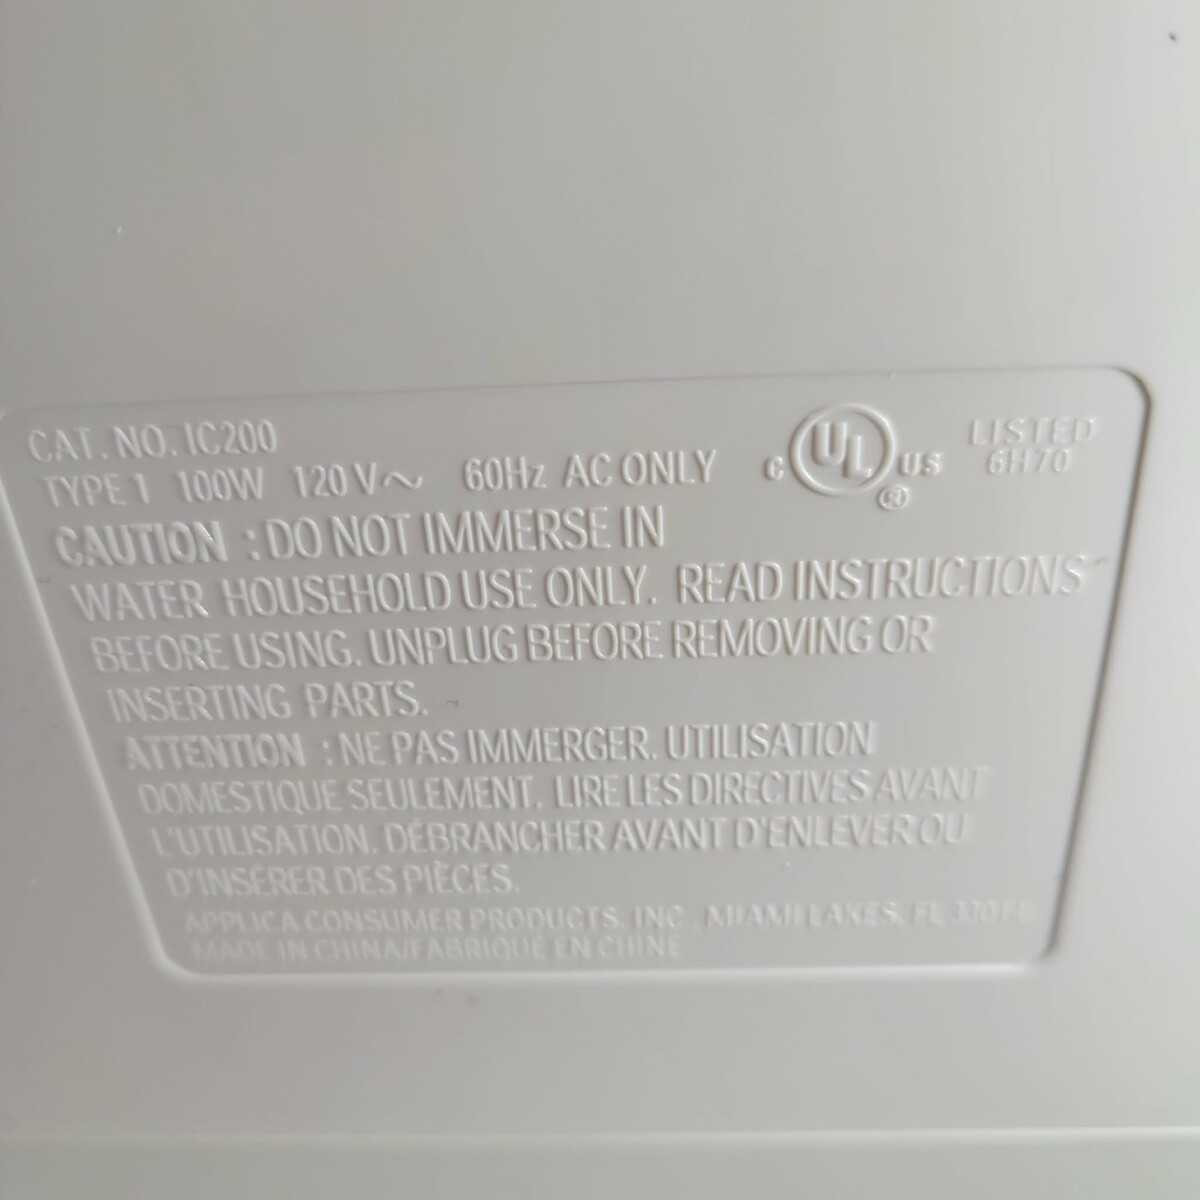 CAT. NO. IC200
TYPE 1 100W 120 V~ 60Hz AC ONLY
C UL US ®
LISTED
6H70
CAUTION : DO NOT IMMERSE IN
WATER HOUSEHOLD USE ONLY. READ INSTRUCTIONS
BEFORE USING. UNPLUG BEFORE REMOVING OR
INSERTING PARTS.
ATTENTION : NE PAS IMMERGER. UTILISATION
DOMESTIQUE SEULEMENT. LIRE LES DIRECTIVES AVANT
L'UTILISATION. DÉBRANCHER AVANT D'ENLEVER OU
D'INSÉRER DES PIÈCES.
APPLICA CONSUMER PRODUCTS, INC., MIAMI LAKES, FL 33014
MADE IN CHINA/FABRIQUÉ EN CHINE